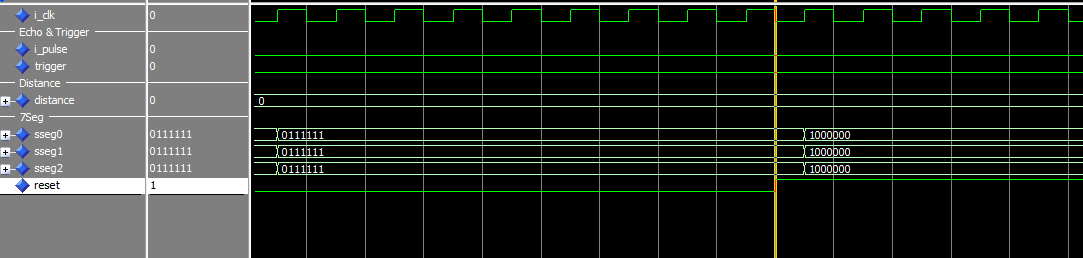 i_clk 0
Echo & Trigger
i_pulse 0
trigger 0
Distance
distance 0 0
7Seg
sseg0 0111111 0111111 1000000
sseg1 0111111 0111111 1000000
sseg2 0111111 0111111 1000000
reset 1